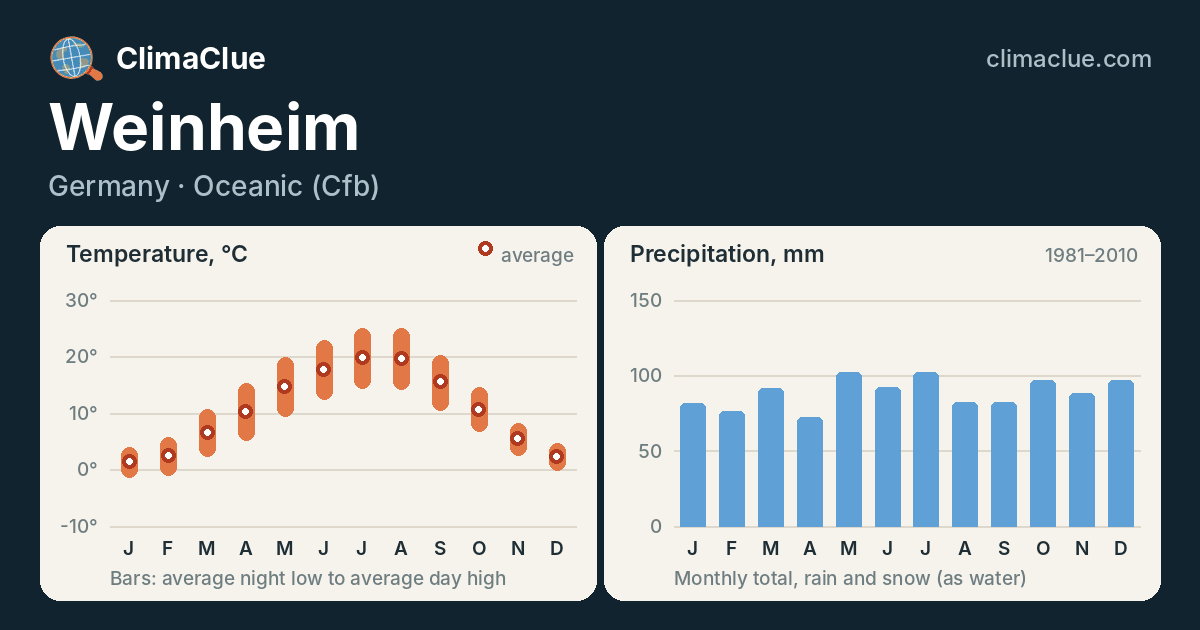 ClimaClue
climaclue.com
Weinheim
Germany · Oceanic (Cfb)
Temperature, °C
average
30°
20°
10°
0°
-10°
J F M A M J J A S O N D
Bars: average night low to average day high
Precipitation, mm
1981–2010
150
100
50
0
J F M A M J J A S O N D
Monthly total, rain and snow (as water)